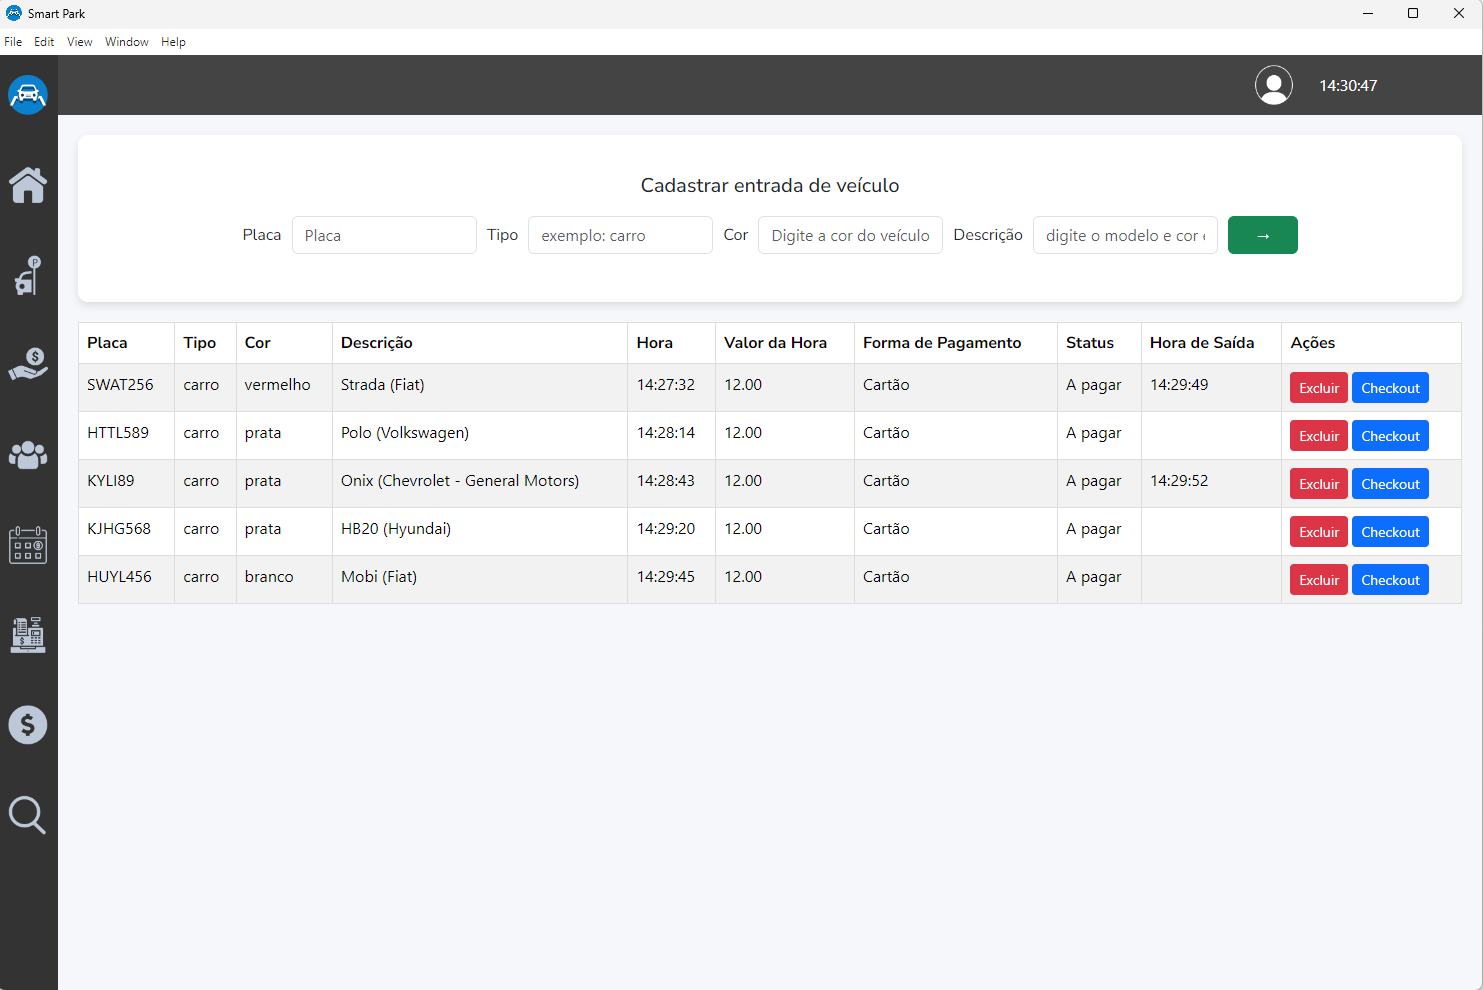 Smart Park
File Edit View Window Help
14:30:47
Cadastrar entrada de veículo
Placa Placa Tipo exemplo: carro Cor Digite a cor do veículo Descrição digite o modelo e cor →
Placa Tipo Cor Descrição Hora Valor da Hora Forma de Pagamento Status Hora de Saída Ações
SWAT256 carro vermelho Strada (Fiat) 14:27:32 12.00 Cartão A pagar 14:29:49 Excluir Checkout
HTTL589 carro prata Polo (Volkswagen) 14:28:14 12.00 Cartão A pagar Excluir Checkout
KYLI89 carro prata Onix (Chevrolet - General Motors) 14:28:43 12.00 Cartão A pagar 14:29:52 Excluir Checkout
KJHG568 carro prata HB20 (Hyundai) 14:29:20 12.00 Cartão A pagar Excluir Checkout
HUYL456 carro branco Mobi (Fiat) 14:29:45 12.00 Cartão A pagar Excluir Checkout